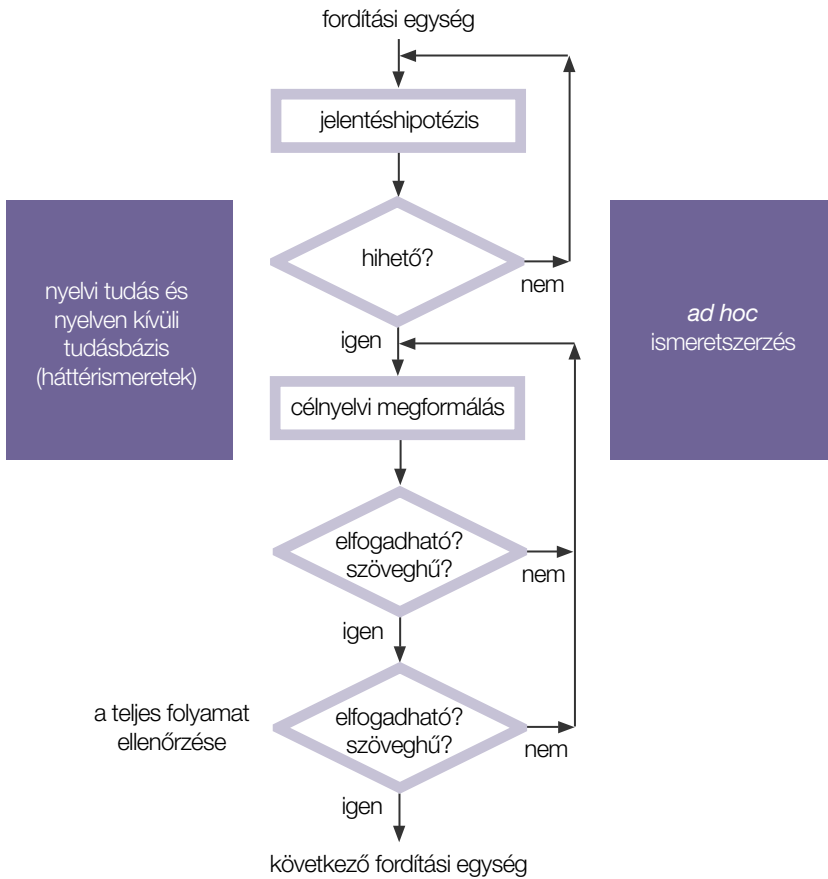 fordítási egység
jelentéshipotézis
hihető?
nem
igen
nyelvi tudás és
nyelven kívüli
tudásbázis
(háttérismeretek)
ad hoc
ismeretszerzés
célnyelvi megformálás
elfogadható?
szöveghű?
nem
igen
a teljes folyamat
ellenőrzése
elfogadható?
szöveghű?
nem
igen
következő fordítási egység